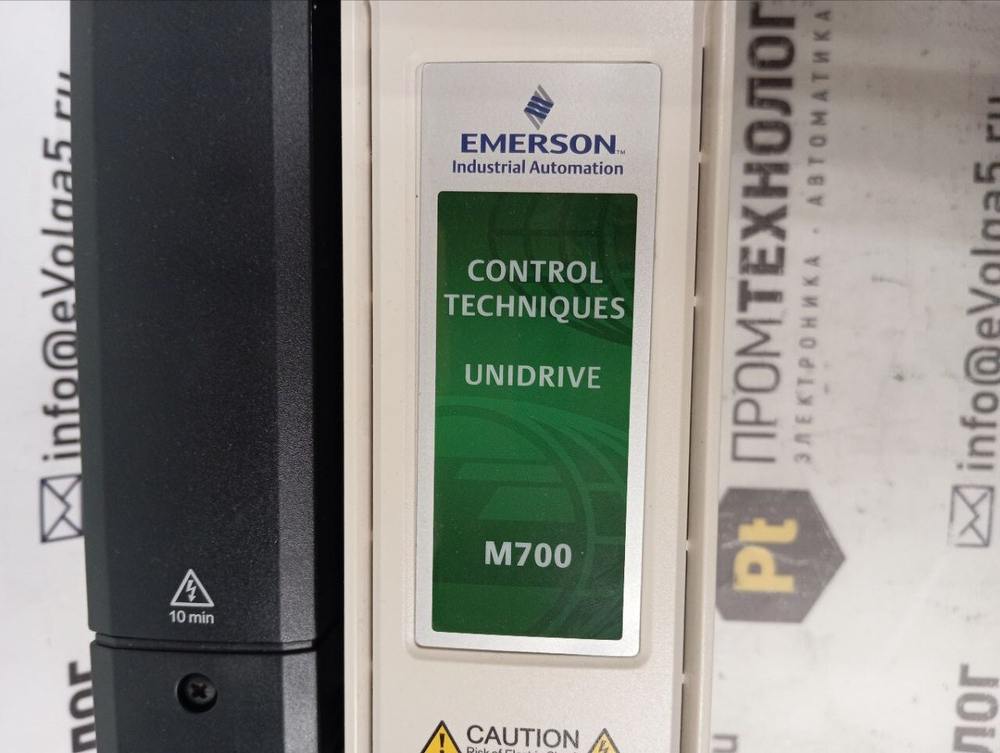 EMERSON™
Industrial Automation
CONTROL
TECHNIQUES
UNIDRIVE
M700
10 min
CAUTION
info@eVolga5.ru
ПРОМТЕХНОЛОГ
ЭЛЕКТРОНИКА · АВТОМАТИКА
Pt
info@eVolga5.ru